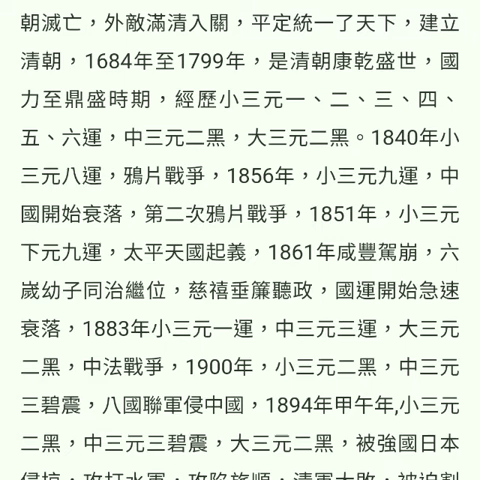 朝滅亡，外敵滿清入關，平定統一了天下，建立
清朝，1684年至1799年，是清朝康乾盛世，國
力至鼎盛時期，經歷小三元一、二、三、四、
五、六運，中三元二黑，大三元二黑。1840年小
三元八運，鴉片戰爭，1856年，小三元九運，中
國開始衰落，第二次鴉片戰爭，1851年，小三元
下元九運，太平天國起義，1861年咸豐駕崩，六
嵗幼子同治繼位，慈禧垂簾聽政，國運開始急速
衰落，1883年小三元一運，中三元三運，大三元
二黑，中法戰爭，1900年，小三元二黑，中三元
三碧震，八國聯軍侵中國，1894年甲午年,小三元
二黑，中三元三碧震，大三元二黑，被強國日本